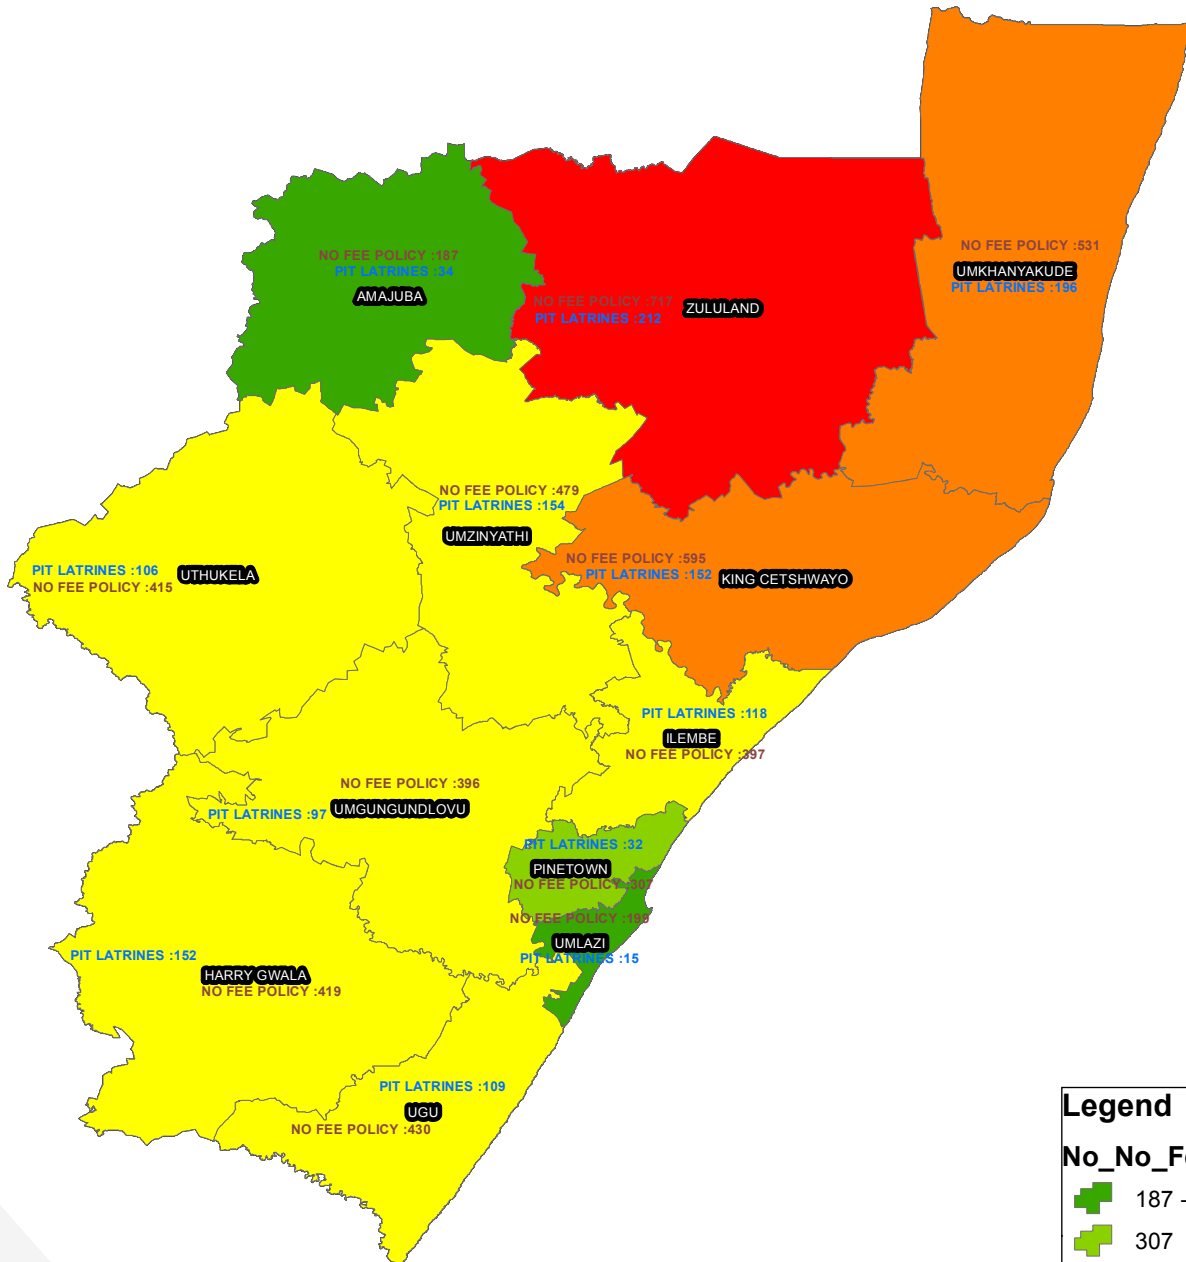 NO FEE POLICY :531
UMKHANYAKUDE
PIT LATRINES :196
NO FEE POLICY :187
PIT LATRINES :34
AMAJUBA
NO FEE POLICY :717
PIT LATRINES :212
ZULULAND
NO FEE POLICY :479
PIT LATRINES :154
UMZINYATHI
NO FEE POLICY :595
PIT LATRINES :152
KING CETSHWAYO
PIT LATRINES :106
NO FEE POLICY :415
UTHUKELA
PIT LATRINES :118
ILEMBE
NO FEE POLICY :397
NO FEE POLICY :396
UMGUNGUNDLOVU
PIT LATRINES :97
PIT LATRINES :32
PINETOWN
NO FEE POLICY :307
NO FEE POLICY :199
UMLAZI
PIT LATRINES :15
PIT LATRINES :152
HARRY GWALA
NO FEE POLICY :419
PIT LATRINES :109
UGU
NO FEE POLICY :430
Legend
No_No_F
187 -
307